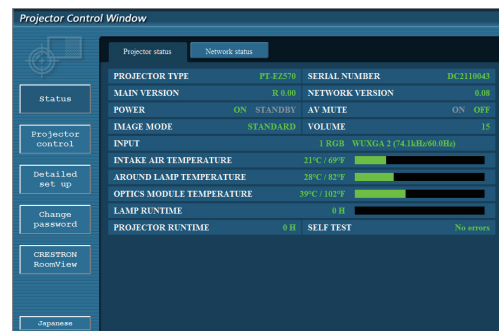 Projector Control Window
Projector status Network status
PROJECTOR TYPE PT-EZ570 SERIAL NUMBER DC2110043
MAIN VERSION R 0.00 NETWORK VERSION 0.08
POWER ON STANDBY AV MUTE ON OFF
IMAGE MODE STANDARD VOLUME 15
INPUT 1 RGB WUXGA 2 (74.1kHz/60.0Hz)
INTAKE AIR TEMPERATURE 21°C / 69°F
AROUND LAMP TEMPERATURE 28°C / 82°F
OPTICS MODULE TEMPERATURE 39°C / 102°F
LAMP RUNTIME 0 H
PROJECTOR RUNTIME 0 H SELF TEST No errors
Status
Projector
control
Detailed
set up
Change
password
CRESTRON
RoomView
Japanese